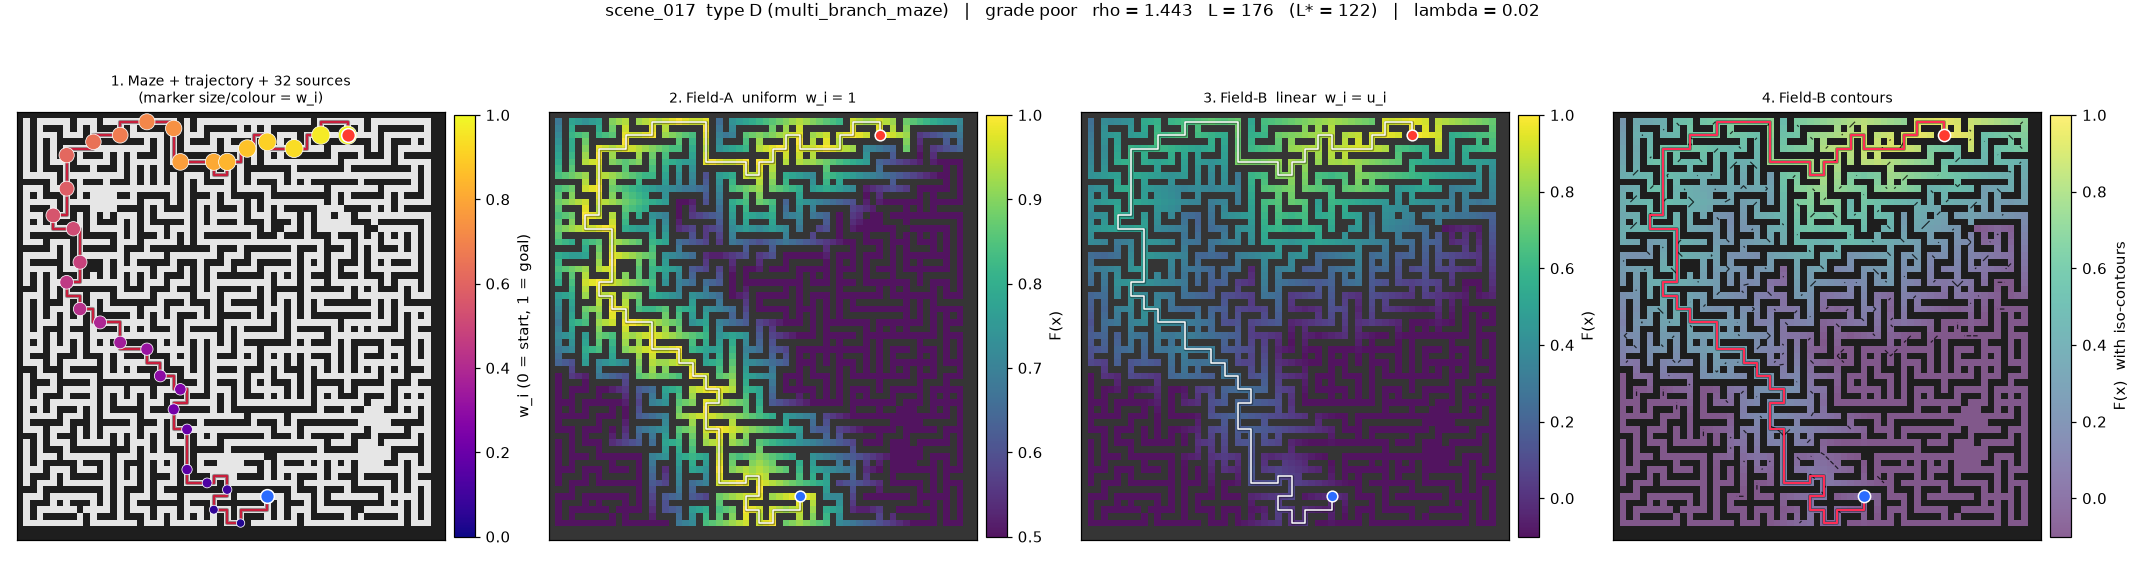 scene_017  type D (multi_branch_maze)   |   grade poor   rho = 1.443   L = 176   (L* = 122)   |   lambda = 0.02
1. Maze + trajectory + 32 sources
(marker size/colour = w_i)
1.0
0.8
0.6
0.4
0.2
0.0
w_i (0 = start, 1 = goal)
2. Field-A  uniform  w_i = 1
1.0
0.9
0.8
0.7
0.6
0.5
F(x)
3. Field-B  linear  w_i = u_i
1.0
0.8
0.6
0.4
0.2
0.0
F(x)
4. Field-B contours
1.0
0.8
0.6
0.4
0.2
0.0
F(x)  with iso-contours